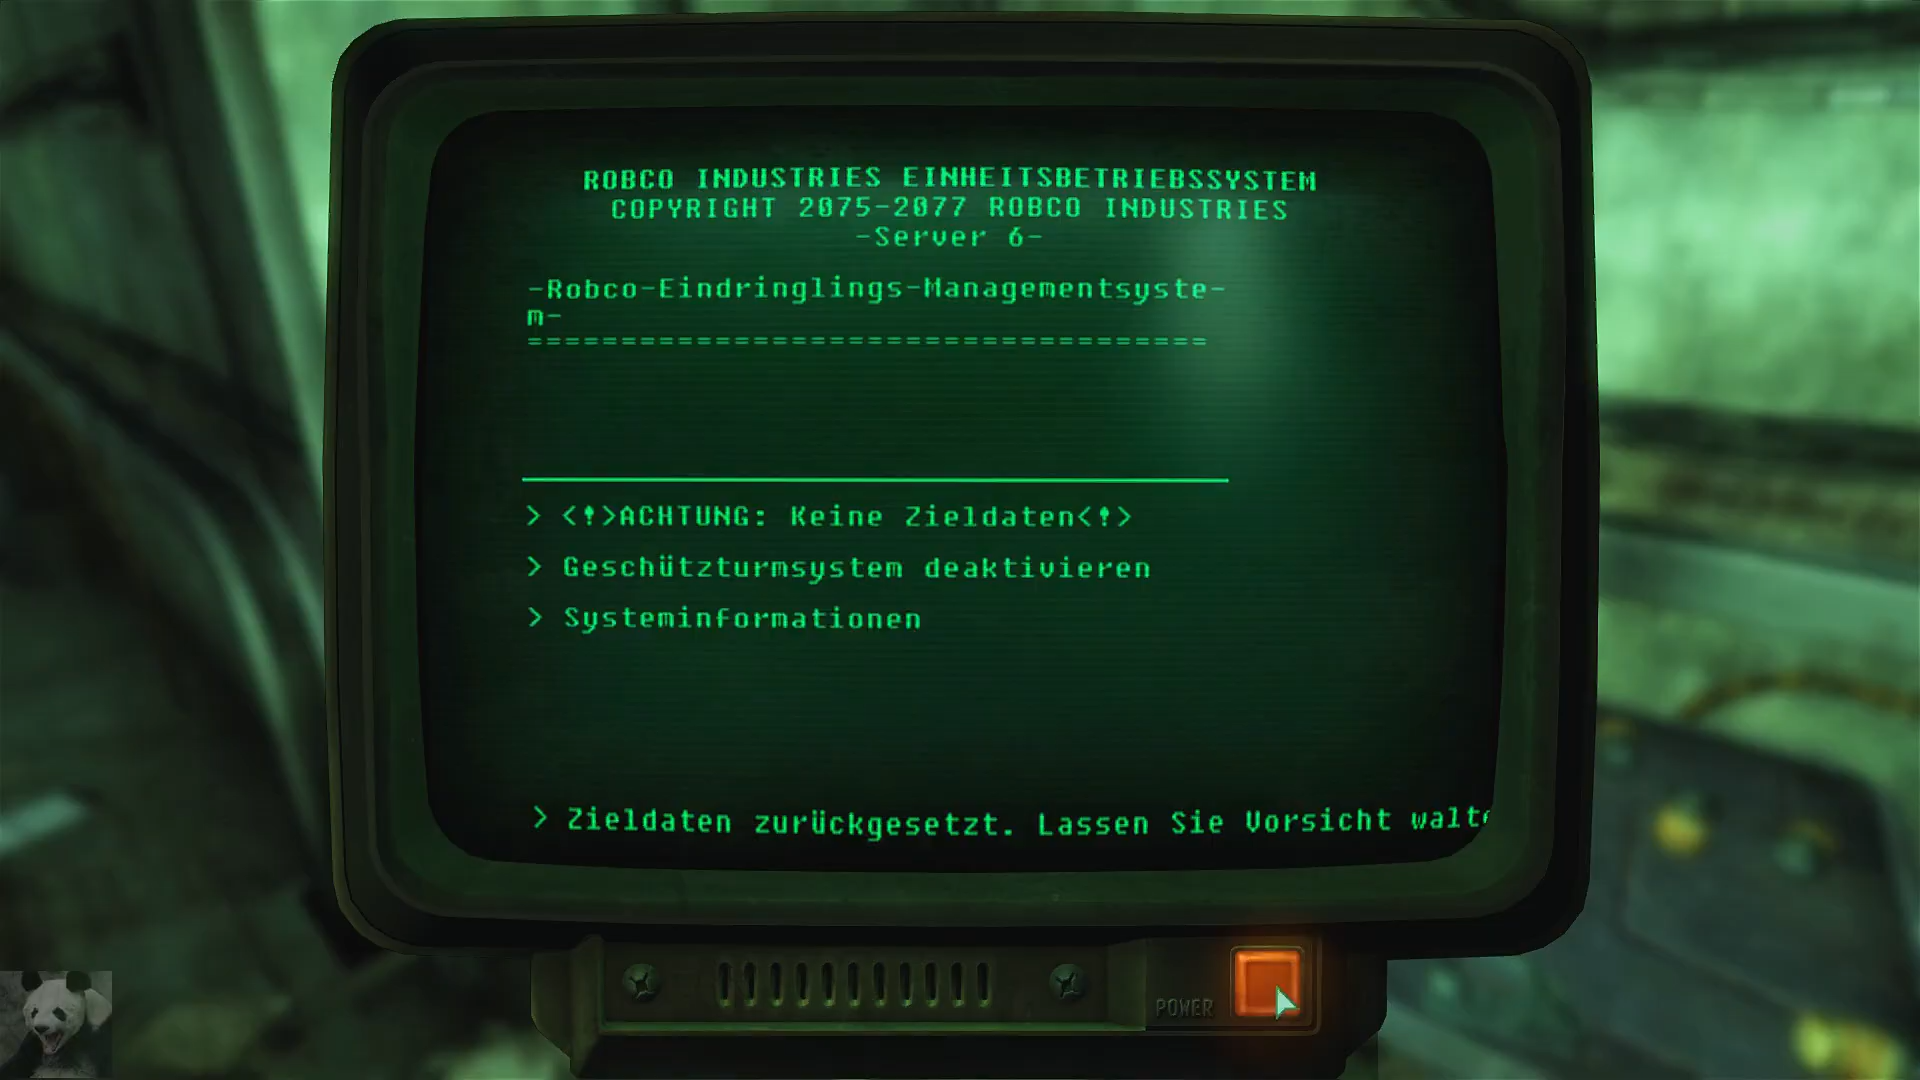 ROBCO INDUSTRIES EINHEITSBETRIEBSSYSTEM
COPYRIGHT 2075-2077 ROBCO INDUSTRIES
-Server 6-
-Robco-Eindringlings-Managementsyste-
m-
=====================================
> <!>ACHTUNG: Keine Zieldaten<!>
> Geschützturmsystem deaktivieren
> Systeminformationen
> Zieldaten zurückgesetzt. Lassen Sie Vorsicht walte
POWER